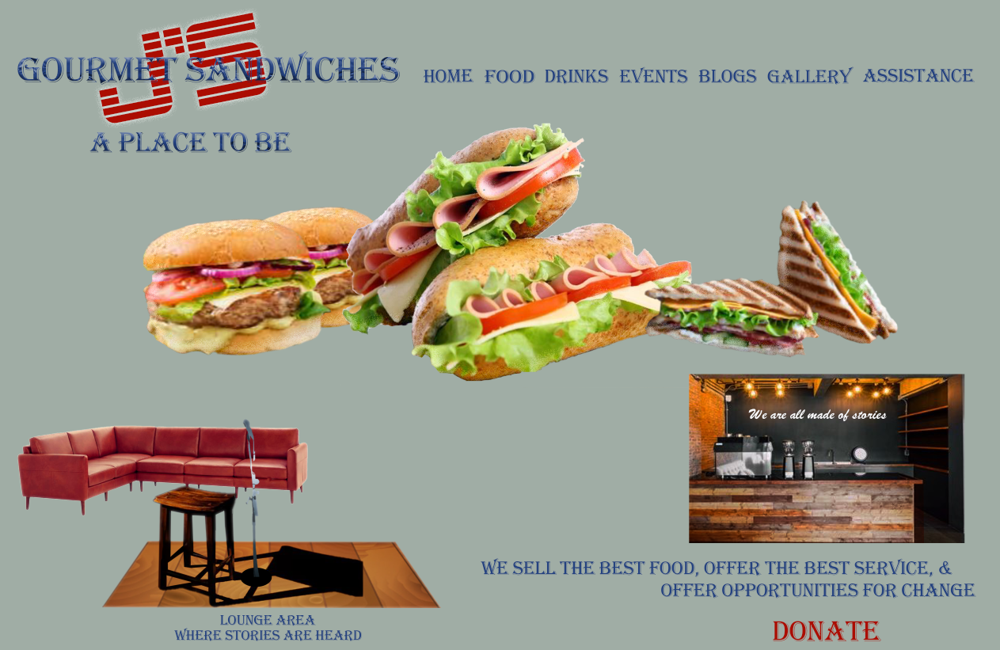 J'S
GOURMET SANDWICHES
A PLACE TO BE
HOME FOOD DRINKS EVENTS BLOGS GALLERY ASSISTANCE
We are all made of stories
WE SELL THE BEST FOOD, OFFER THE BEST SERVICE, &
OFFER OPPORTUNITIES FOR CHANGE
LOUNGE AREA
WHERE STORIES ARE HEARD
DONATE